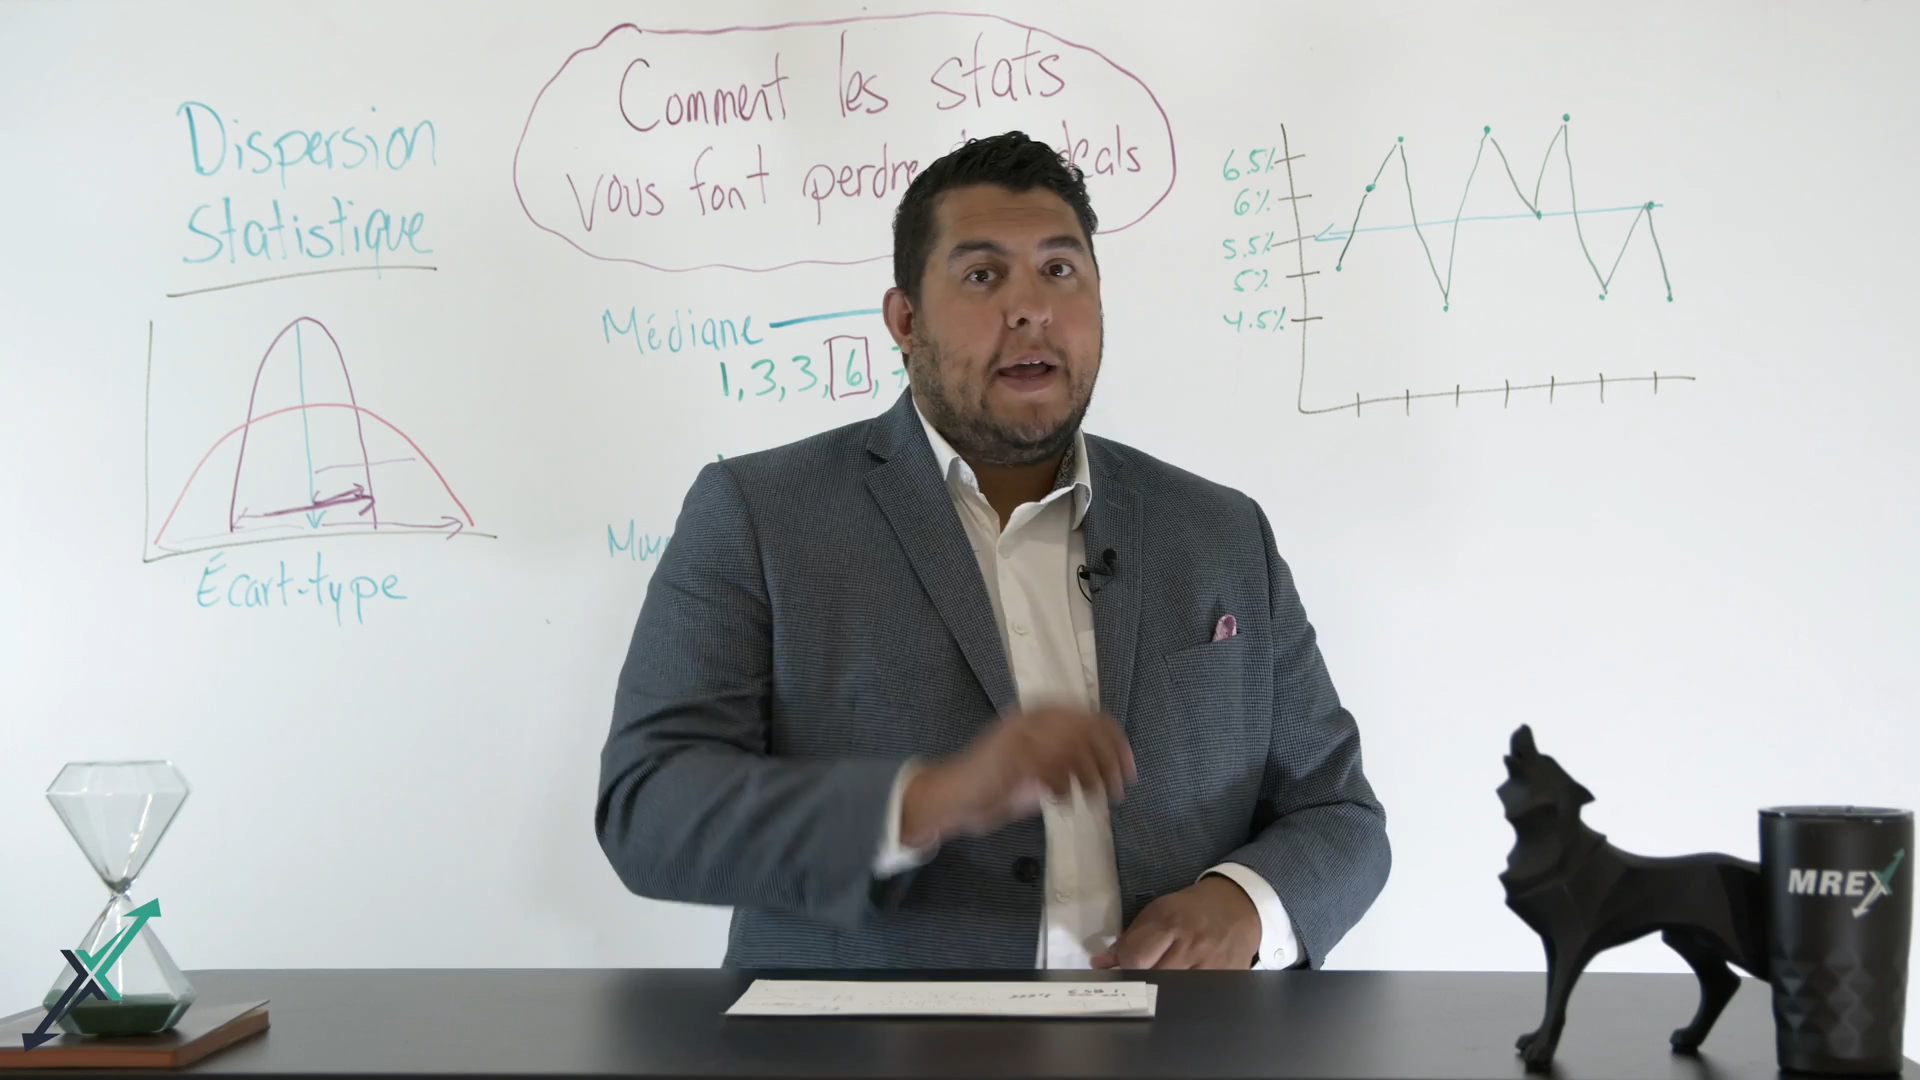 Comment les stats
vous font perdre deals
Dispersion
Statistique
Écart-type
Médiane
1, 3, 3, 6,
6.5%
6%
5.5%
5%
4.5%
MREX